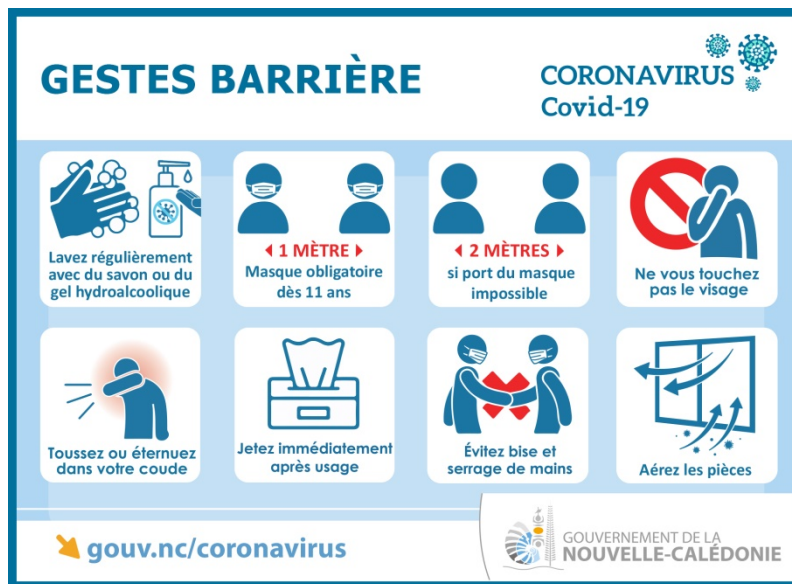 GESTES BARRIÈRE
CORONAVIRUS
Covid-19
Lavez régulièrement
avec du savon ou du
gel hydroalcoolique
1 MÈTRE
Masque obligatoire
dès 11 ans
2 MÈTRES
si port du masque
impossible
Ne vous touchez
pas le visage
Toussez ou éternuez
dans votre coude
Jetez immédiatement
après usage
Évitez bise et
serrage de mains
Aérez les pièces
gouv.nc/coronavirus
GOUVERNEMENT DE LA
NOUVELLE-CALÉDONIE